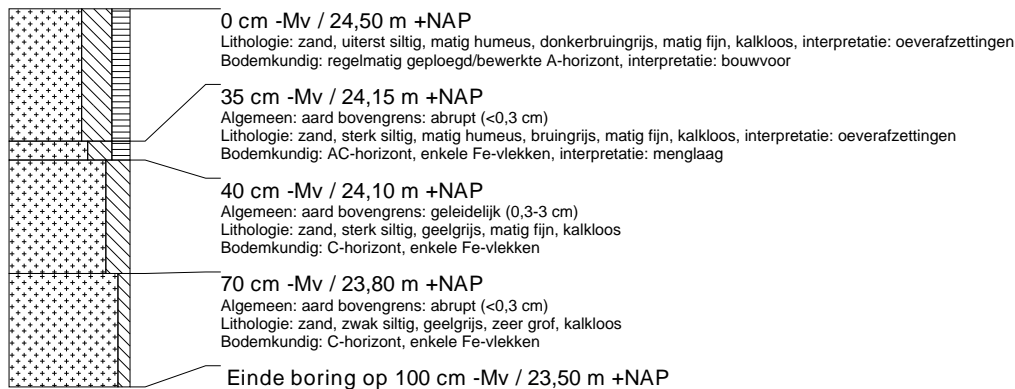 0 cm -Mv / 24,50 m +NAP
Lithologie: zand, uiterst siltig, matig humeus, donkerbruingrijs, matig fijn, kalkloos, interpretatie: oeverafzettingen
Bodemkundig: regelmatig geploegd/bewerkte A-horizont, interpretatie: bouwvoor
35 cm -Mv / 24,15 m +NAP
Algemeen: aard bovengrens: abrupt (<0,3 cm)
Lithologie: zand, sterk siltig, matig humeus, bruingrijs, matig fijn, kalkloos, interpretatie: oeverafzettingen
Bodemkundig: AC-horizont, enkele Fe-vlekken, interpretatie: menglaag
40 cm -Mv / 24,10 m +NAP
Algemeen: aard bovengrens: geleidelijk (0,3-3 cm)
Lithologie: zand, sterk siltig, geelgrijs, matig fijn, kalkloos
Bodemkundig: C-horizont, enkele Fe-vlekken
70 cm -Mv / 23,80 m +NAP
Algemeen: aard bovengrens: abrupt (<0,3 cm)
Lithologie: zand, zwak siltig, geelgrijs, zeer grof, kalkloos
Bodemkundig: C-horizont, enkele Fe-vlekken
Einde boring op 100 cm -Mv / 23,50 m +NAP